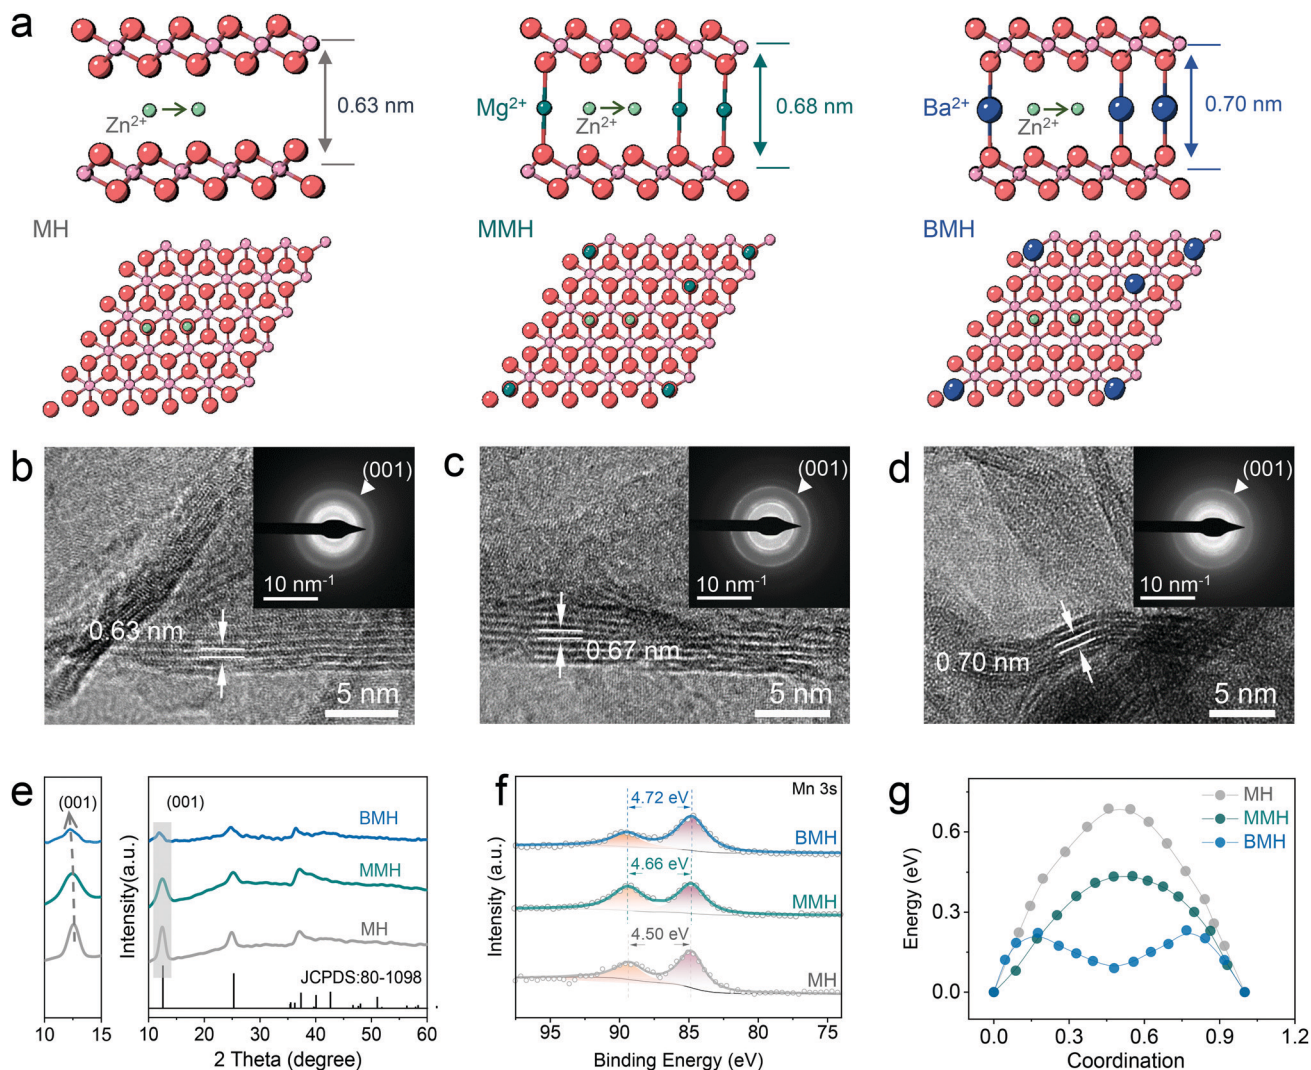 a
0.63 nm
Zn²⁺
MH
Mg²⁺
Zn²⁺
0.68 nm
MMH
Ba²⁺
Zn²⁺
0.70 nm
BMH
b
(001)
10 nm⁻¹
0.63 nm
5 nm
c
(001)
10 nm⁻¹
0.67 nm
5 nm
d
(001)
10 nm⁻¹
0.70 nm
5 nm
e
(001)
10 15
Intensity(a.u.)
(001)
BMH
MMH
MH
JCPDS:80-1098
10 20 30 40 50 60
2 Theta (degree)
f
Mn 3s
4.72 eV
BMH
4.66 eV
MMH
4.50 eV
MH
Intensity (a.u.)
95 90 85 80 75
Binding Energy (eV)
g
MH
MMH
BMH
Energy (eV)
0.6
0.3
0.0
0.0 0.3 0.6 0.9 1.2
Coordination